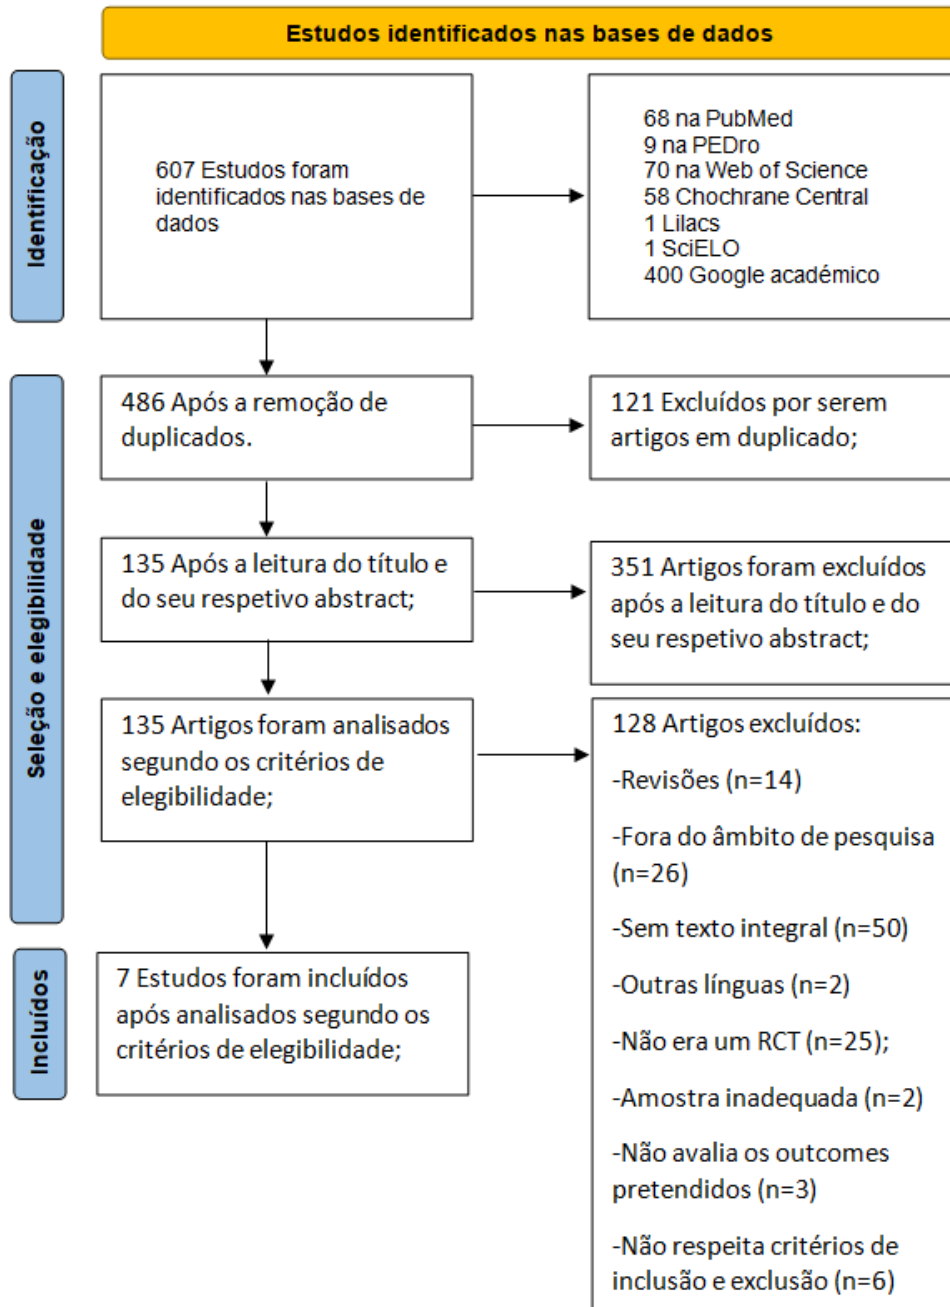 Estudos identificados nas bases de dados
Identificação
607 Estudos foram
identificados nas bases de
dados
68 na PubMed
9 na PEDro
70 na Web of Science
58 Chochrane Central
1 Lilacs
1 SciELO
400 Google académico
Seleção e elegibilidade
486 Após a remoção de
duplicados.
121 Excluídos por serem
artigos em duplicado;
135 Após a leitura do título e
do seu respetivo abstract;
351 Artigos foram excluídos
após a leitura do título e do
seu respetivo abstract;
135 Artigos foram analisados
segundo os critérios de
elegibilidade;
128 Artigos excluídos:
-Revisões (n=14)
-Fora do âmbito de pesquisa
(n=26)
-Sem texto integral (n=50)
-Outras línguas (n=2)
-Não era um RCT (n=25);
-Amostra inadequada (n=2)
-Não avalia os outcomes
pretendidos (n=3)
-Não respeita critérios de
inclusão e exclusão (n=6)
Incluídos
7 Estudos foram incluídos
após analisados segundo os
critérios de elegibilidade;